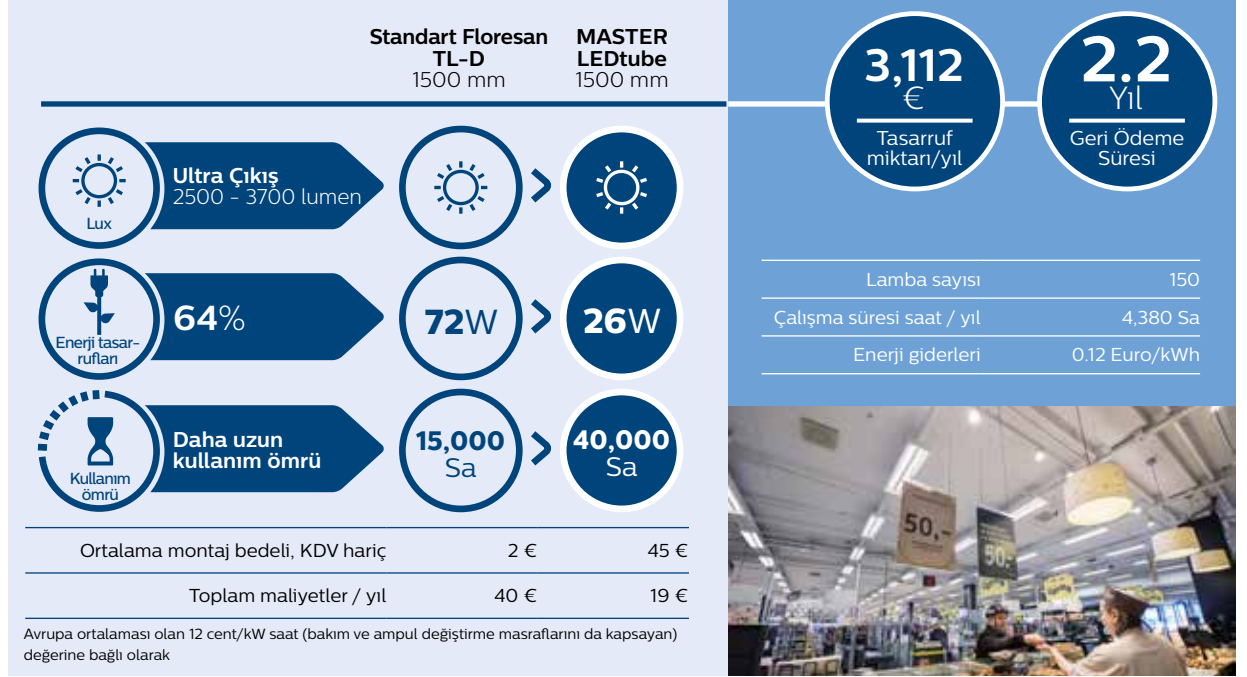 Standart Floresan
TL-D
1500 mm
MASTER
LEDtube
1500 mm
Lux
Ultra Çıkış
2500 - 3700 lumen
Enerji tasar-
rufları
64%
72W
26W
Kullanım
ömrü
Daha uzun
kullanım ömrü
15,000
Sa
40,000
Sa
Ortalama montaj bedeli, KDV hariç 2 € 45 €
Toplam maliyetler / yıl 40 € 19 €
Avrupa ortalaması olan 12 cent/kW saat (bakım ve ampul değiştirme masraflarını da kapsayan)
değerine bağlı olarak
3,112
€
Tasarruf
miktarı/yıl
2.2
Yıl
Geri Ödeme
Süresi
Lamba sayısı 150
Çalışma süresi saat / yıl 4,380 Sa
Enerji giderleri 0.12 Euro/kWh
50,-
50,-